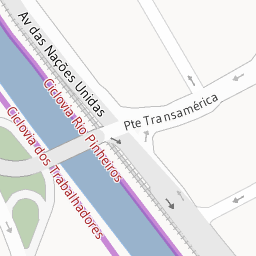 Av das Nações Unidas
Ciclovia Rio Pinheiros
Pte Transamérica
Ciclovia dos Trabalhadores